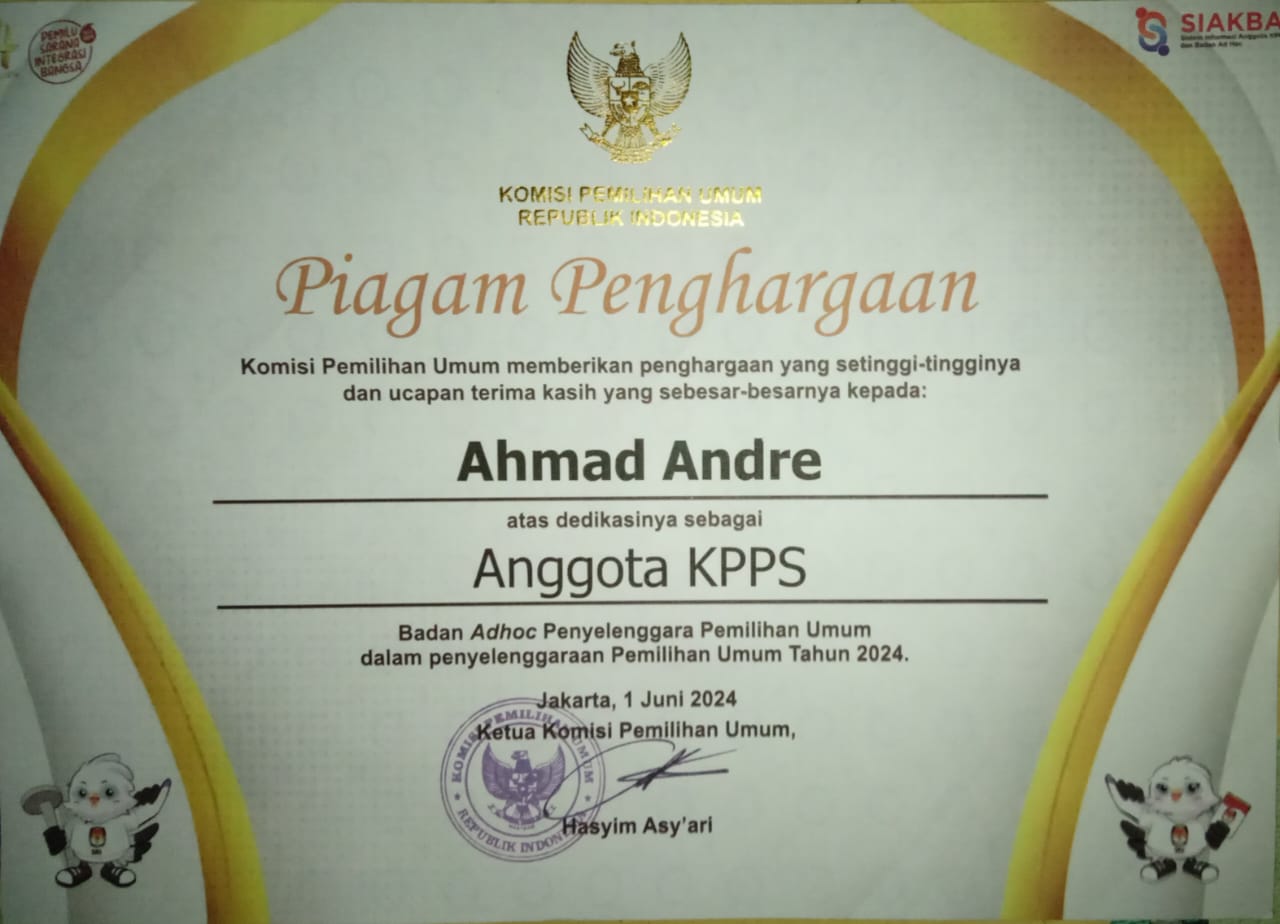 PEMILU
SARANA
INTEGRASI
BANGSA
SIAKBA
Sistem Informasi Anggota
dan Badan Ad Hoc
KOMISI PEMILIHAN UMUM
REPUBLIK INDONESIA
Piagam Penghargaan
Komisi Pemilihan Umum memberikan penghargaan yang setinggi-tingginya
dan ucapan terima kasih yang sebesar-besarnya kepada:
Ahmad Andre
atas dedikasinya sebagai
Anggota KPPS
Badan Adhoc Penyelenggara Pemilihan Umum
dalam penyelenggaraan Pemilihan Umum Tahun 2024.
Jakarta, 1 Juni 2024
Ketua Komisi Pemilihan Umum,
KOMISI PEMILIHAN UMUM
REPUBLIK INDONESIA
Hasyim Asy'ari